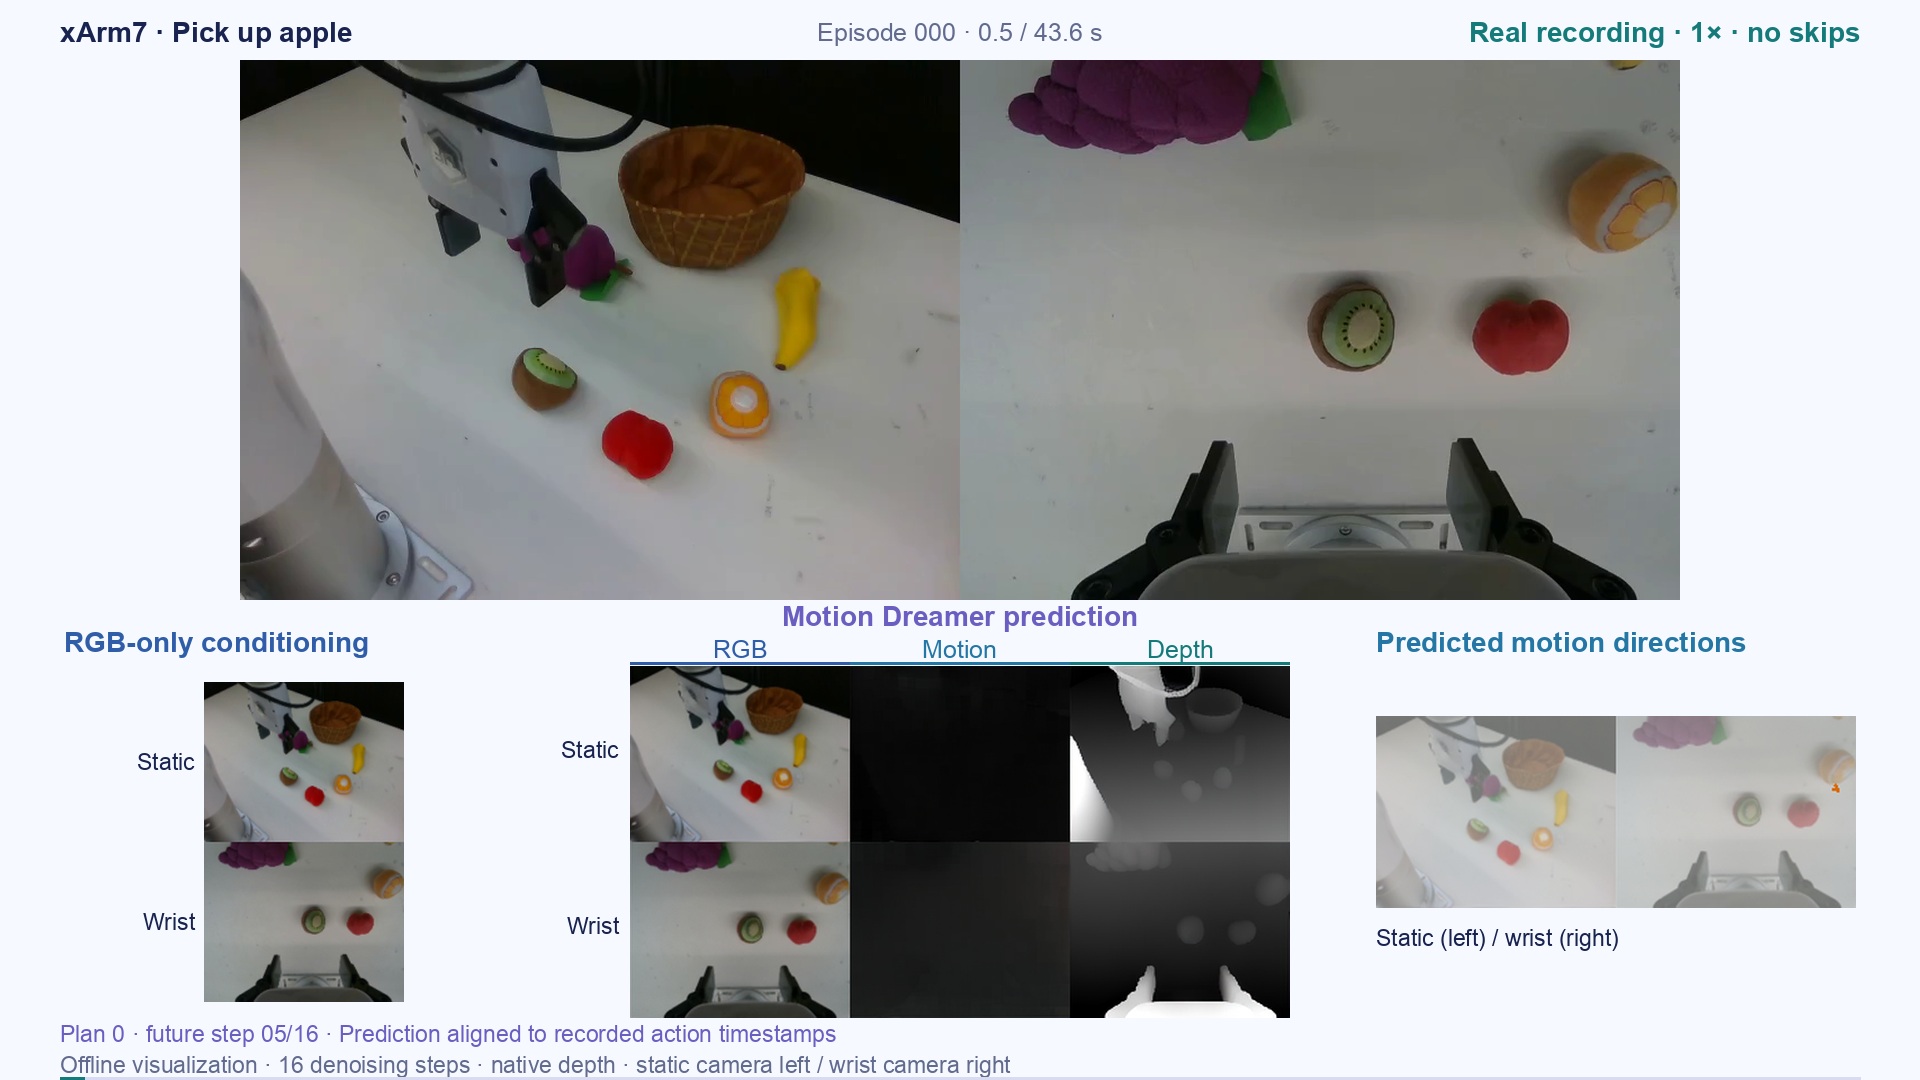 xArm7 · Pick up apple
Episode 000 · 0.5 / 43.6 s
Real recording · 1× · no skips
Motion Dreamer prediction
RGB-only conditioning
RGB
Motion
Depth
Predicted motion directions
Static
Wrist
Static
Wrist
Static (left) / wrist (right)
Plan 0 · future step 05/16 · Prediction aligned to recorded action timestamps
Offline visualization · 16 denoising steps · native depth · static camera left / wrist camera right